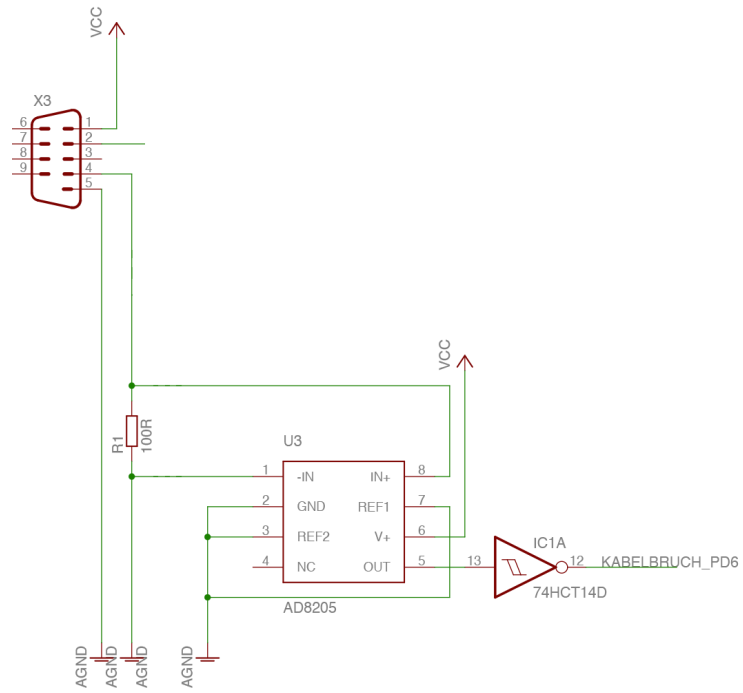 VCC
X3
6 1
7 2
8 3
9 4
5
VCC
R1
100R
U3
1 -IN IN+ 8
2 GND REF1 7
3 REF2 V+ 6
4 NC OUT 5
AD8205
IC1A
13 12
KABELBRUCH_PD6
74HCT14D
AGND
AGND
AGND
AGND